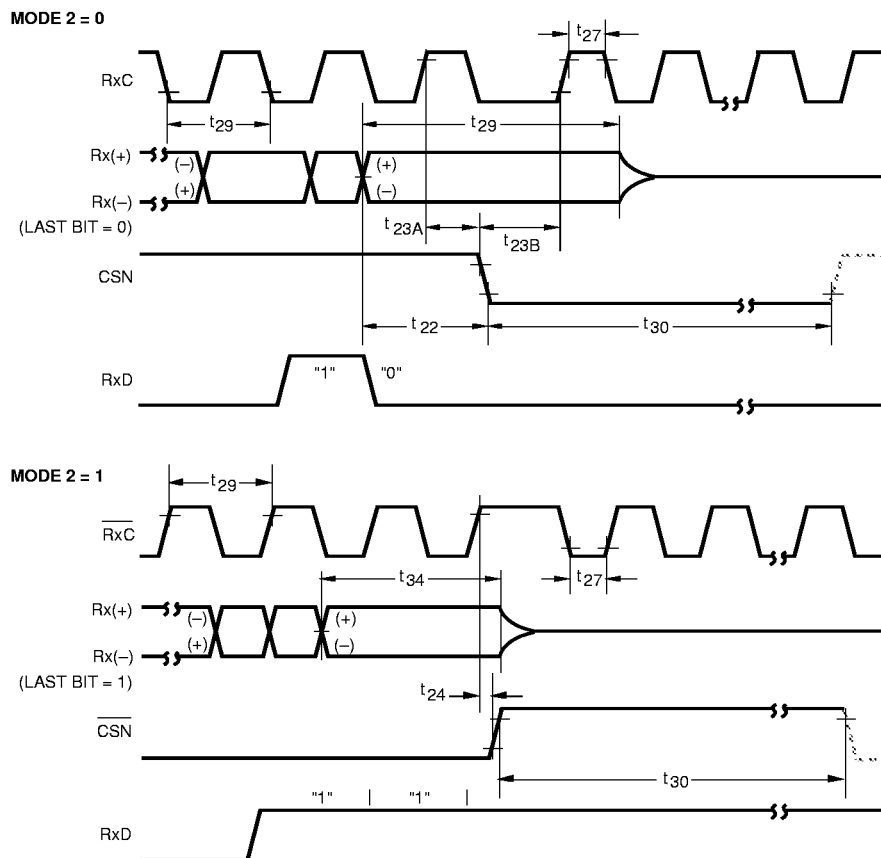 MODE 2 = 0
t27
RxC
t29
t29
Rx(+)
(–)
(+)
(+)
(–)
Rx(–)
(LAST BIT = 0)
t23A
t23B
CSN
t22
t30
RxD
"1"
"0"
MODE 2 = 1
t29
RxC
t27
t34
Rx(+)
(–)
(+)
(+)
(–)
Rx(–)
(LAST BIT = 1)
t24
CSN
t30
"1"
"1"
RxD